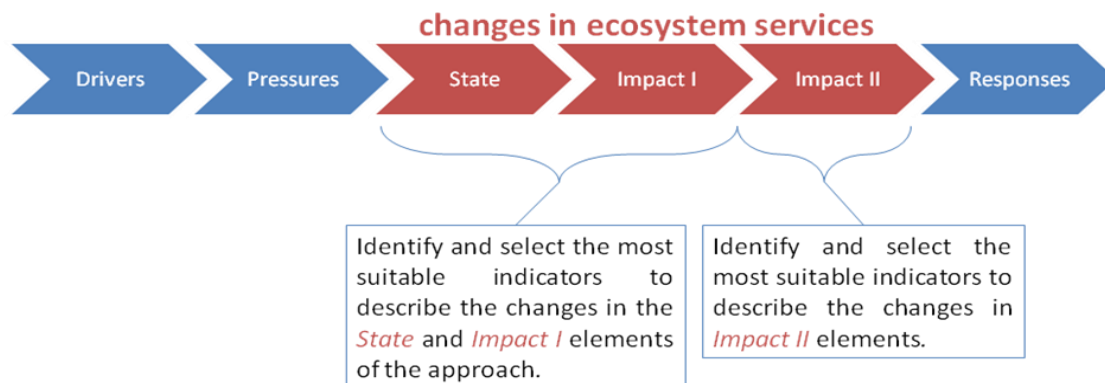 changes in ecosystem services
Drivers
Pressures
State
Impact I
Impact II
Responses
Identify and select the most
suitable indicators to
describe the changes in the
State and Impact I elements
of the approach.
Identify and select the
most suitable indicators to
describe the changes in
Impact II elements.